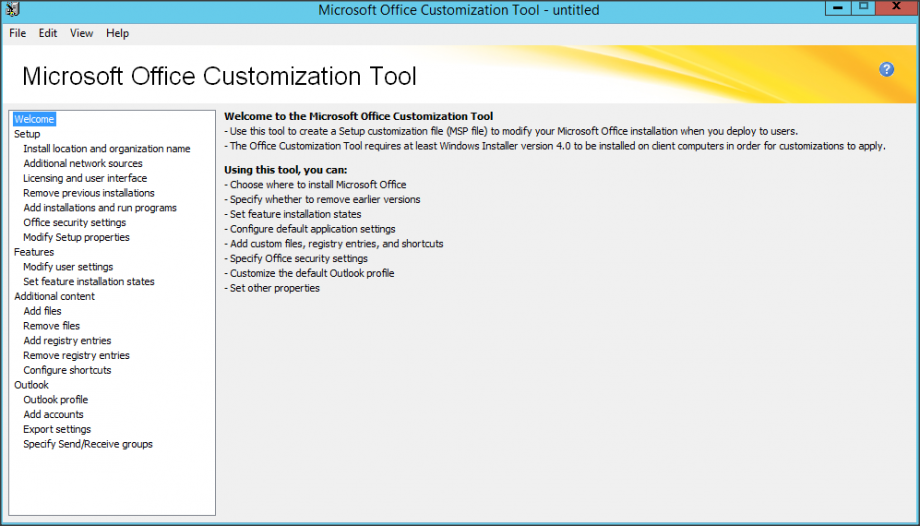 Microsoft Office Customization Tool - untitled
File Edit View Help
Microsoft Office Customization Tool
?
Welcome
Setup
Install location and organization name
Additional network sources
Licensing and user interface
Remove previous installations
Add installations and run programs
Office security settings
Modify Setup properties
Features
Modify user settings
Set feature installation states
Additional content
Add files
Remove files
Add registry entries
Remove registry entries
Configure shortcuts
Outlook
Outlook profile
Add accounts
Export settings
Specify Send/Receive groups
Welcome to the Microsoft Office Customization Tool
- Use this tool to create a Setup customization file (MSP file) to modify your Microsoft Office installation when you deploy to users.
- The Office Customization Tool requires at least Windows Installer version 4.0 to be installed on client computers in order for customizations to apply.
Using this tool, you can:
- Choose where to install Microsoft Office
- Specify whether to remove earlier versions
- Set feature installation states
- Configure default application settings
- Add custom files, registry entries, and shortcuts
- Specify Office security settings
- Customize the default Outlook profile
- Set other properties